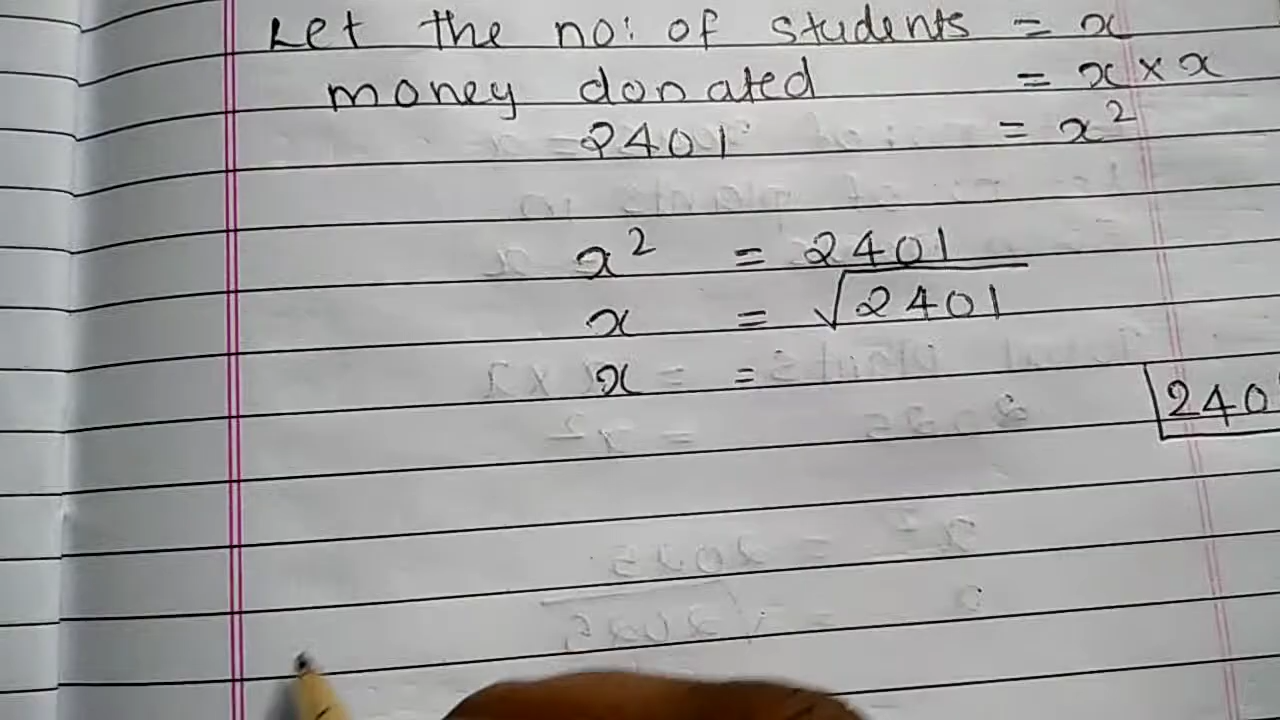 Let the no: of students = x
money donated = x × x
2401 = x²
x² = 2401
x = √2401
x =
240